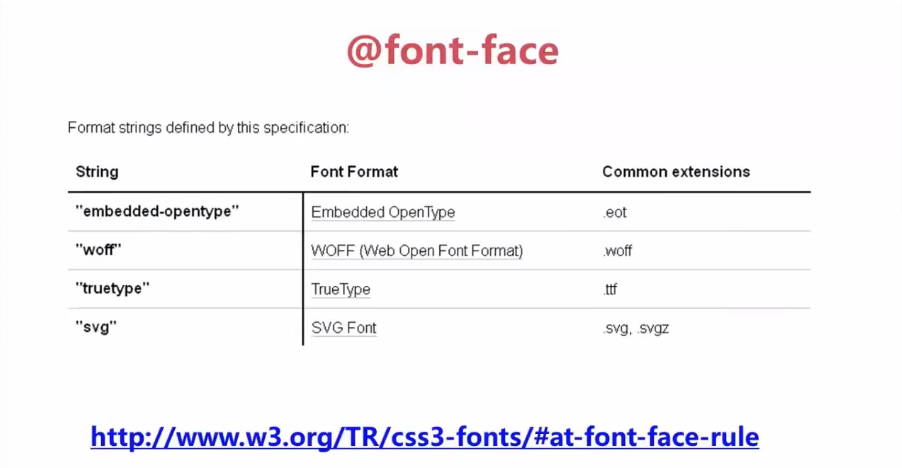 @font-face
Format strings defined by this specification:
String Font Format Common extensions
"embedded-opentype" Embedded OpenType .eot
"woff" WOFF (Web Open Font Format) .woff
"truetype" TrueType .ttf
"svg" SVG Font .svg, .svgz
http://www.w3.org/TR/css3-fonts/#at-font-face-rule